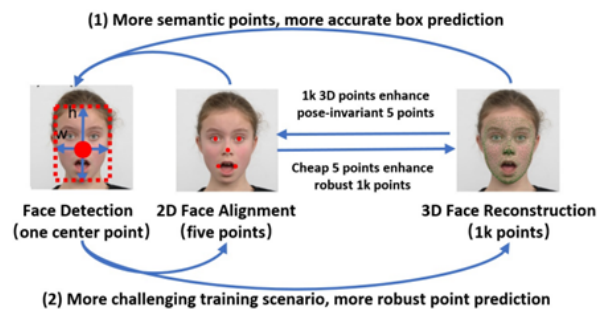 (1) More semantic points, more accurate box prediction
h
w
1k 3D points enhance
pose-invariant 5 points
Cheap 5 points enhance
robust 1k points
Face Detection
(one center point)
2D Face Alignment
(five points)
3D Face Reconstruction
(1k points)
(2) More challenging training scenario, more robust point prediction